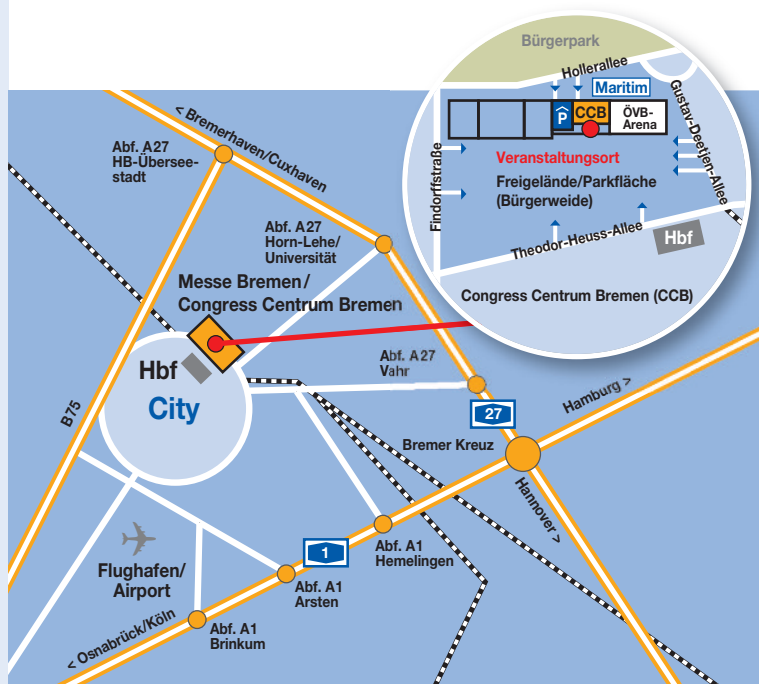 Bürgerpark
Hollerallee
Maritim
P
CCB
ÖVB-
Arena
Gustav-Deetjen-Allee
Findorffstraße
Veranstaltungsort
Freigelände/Parkfläche
(Bürgerweide)
Theodor-Heuss-Allee
Hbf
Congress Centrum Bremen (CCB)
< Bremerhaven/Cuxhaven
Abf. A27
HB-Übersee-
stadt
Abf. A27
Horn-Lehe/
Universität
Messe Bremen/
Congress Centrum Bremen
Hbf
City
Abf. A27
Vahr
B75
27
Hamburg >
Bremer Kreuz
Hannover >
1
Abf. A1
Hemelingen
Flughafen/
Airport
Abf. A1
Arsten
Abf. A1
Brinkum
< Osnabrück/Köln